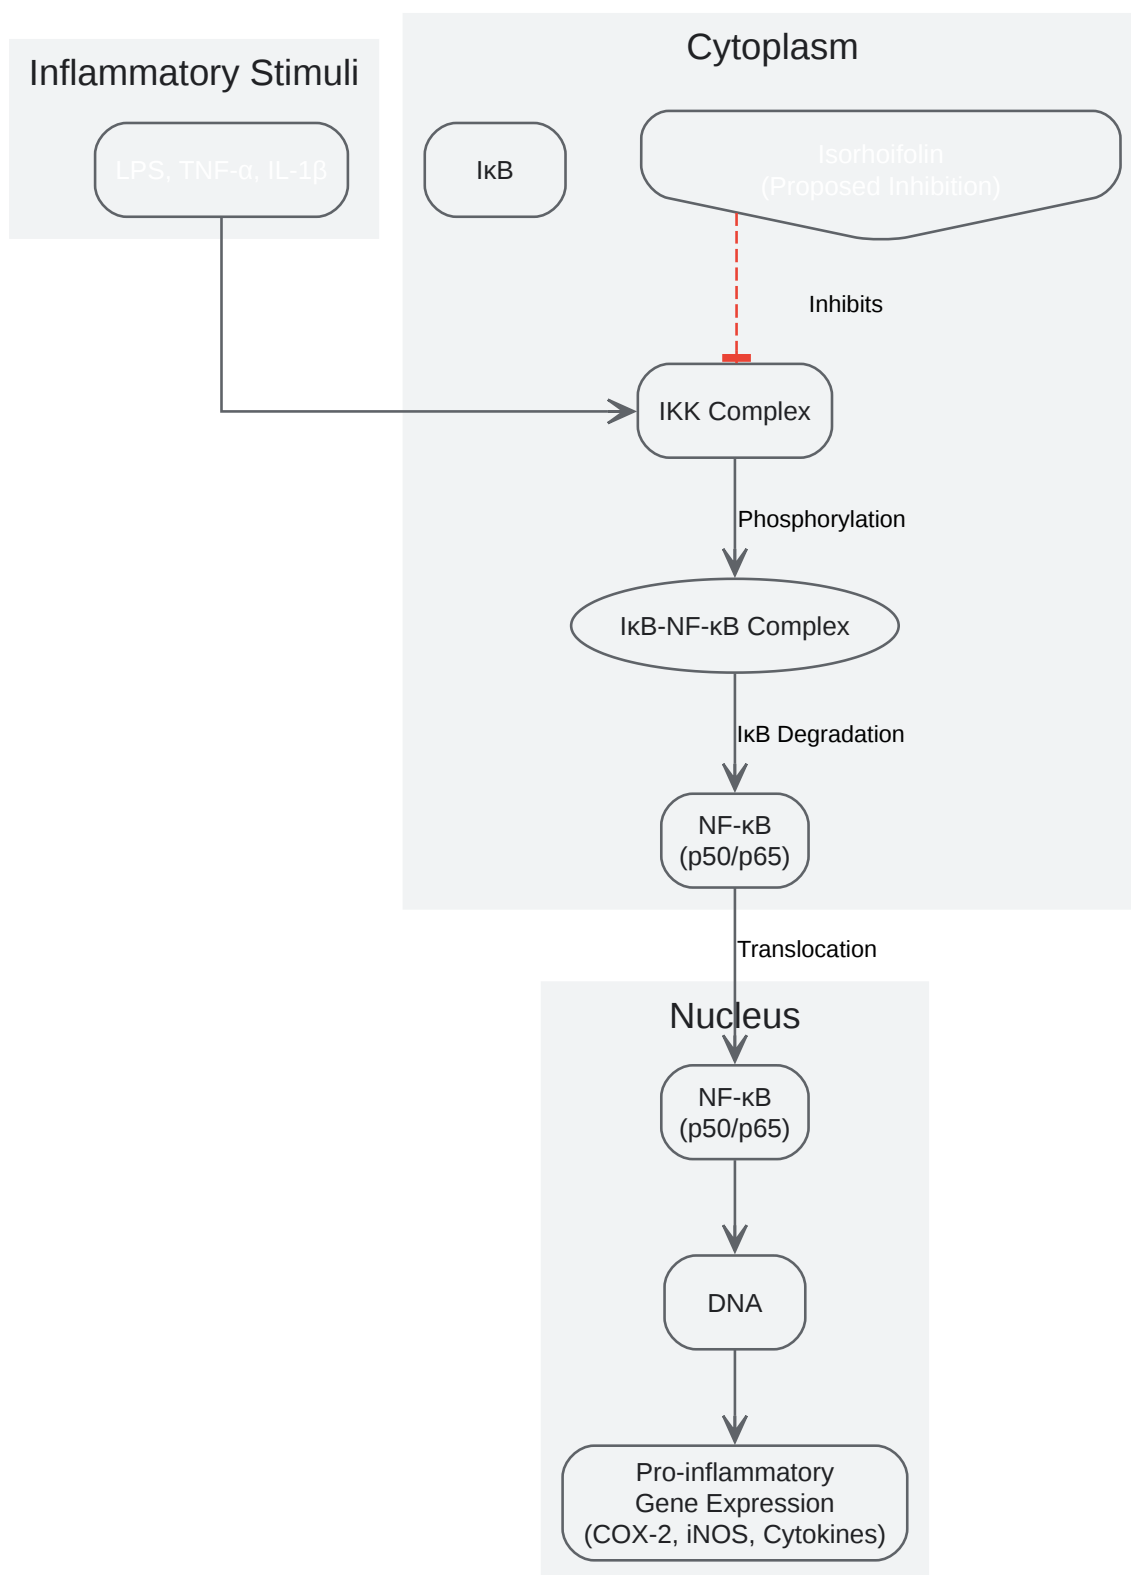 Inflammatory Stimuli
Cytoplasm
LPS, TNF-α, IL-1β
IκB
Isorhoifolin
(Proposed Inhibition)
Inhibits
IKK Complex
Phosphorylation
IκB-NF-κB Complex
IκB Degradation
NF-κB
(p50/p65)
Translocation
Nucleus
NF-κB
(p50/p65)
DNA
Pro-inflammatory
Gene Expression
(COX-2, iNOS, Cytokines)